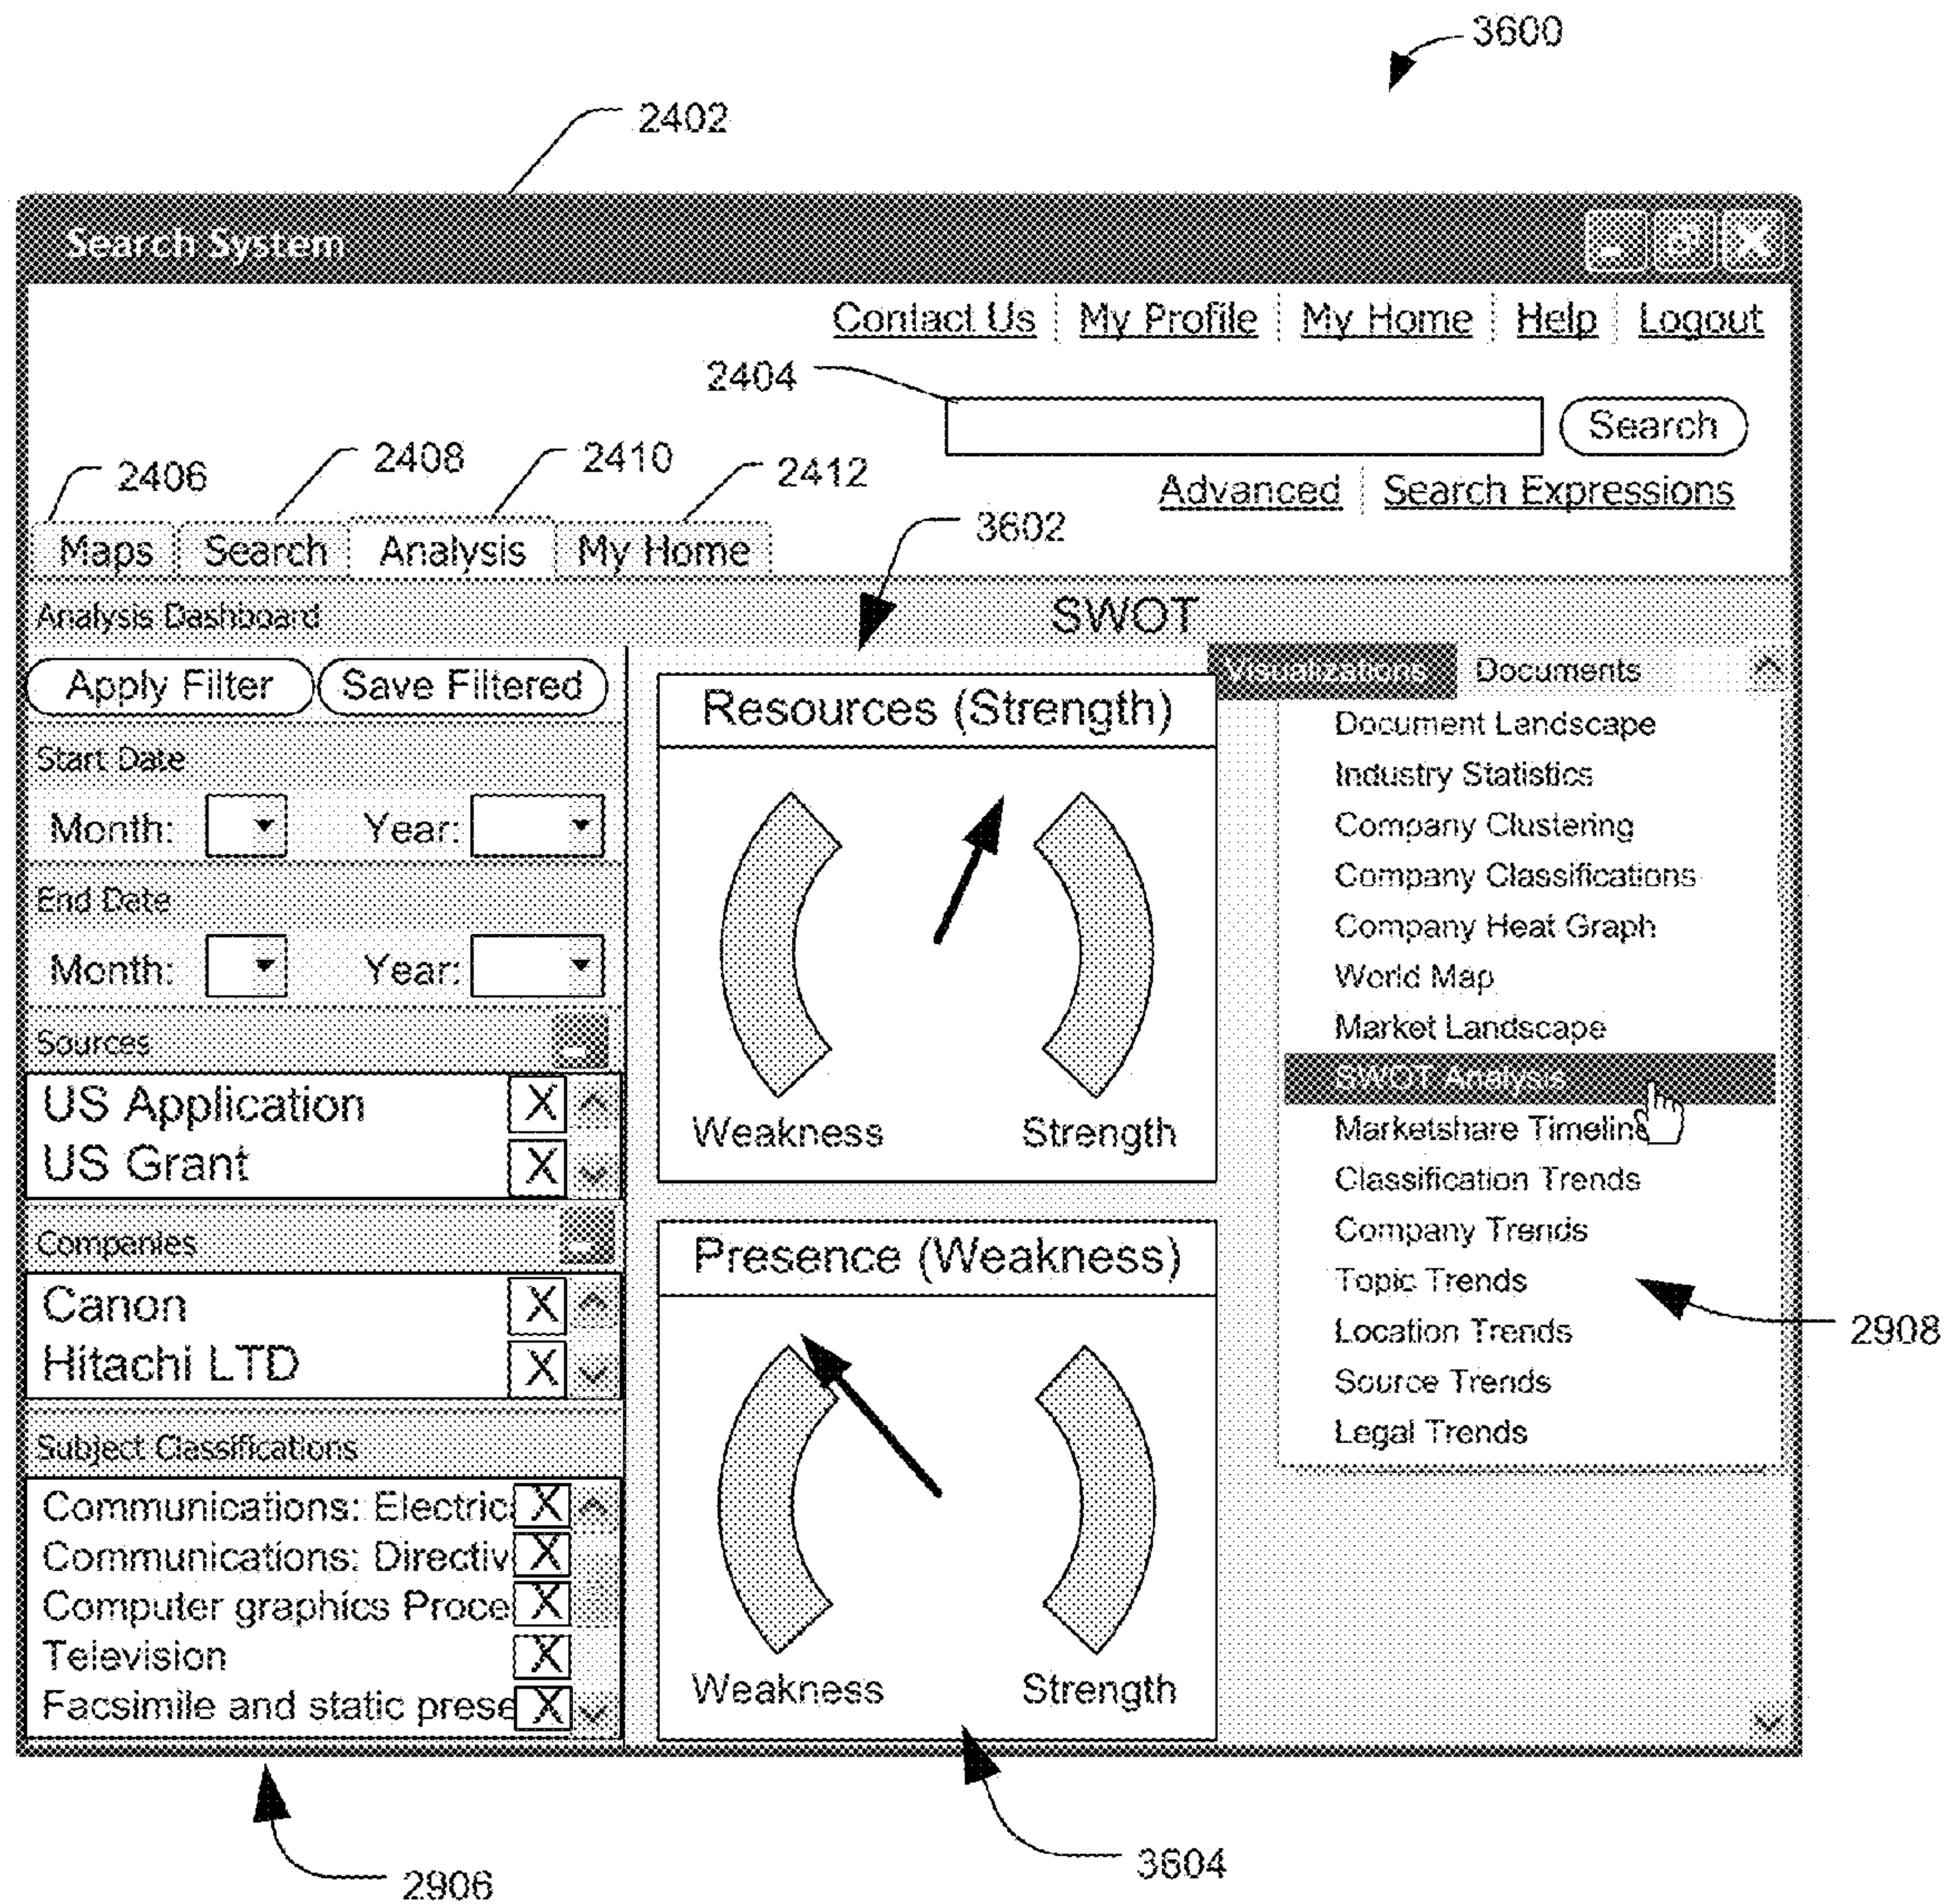 3600
2402
Search System
Contact Us My Profile My Home Help Logout
2404
Search
2406 2408 2410 2412
Advanced Search Expressions
3602
Maps Search Analysis My Home
Analysis Dashboard
SWOT
Apply Filter Save Filtered
Start Date
Month: Year:
End Date
Month: Year:
Sources
US Application X
US Grant X
Companies
Canon X
Hitachi LTD X
Subject Classifications
Communications: Electrica X
Communications: Directiv X
Computer graphics Proce X
Television X
Facsimile and static prese X
2906
Resources (Strength)
Weakness Strength
Presence (Weakness)
Weakness Strength
3604
Visualizations Documents
Document Landscape
Industry Statistics
Company Clustering
Company Classifications
Company Heat Graph
World Map
Market Landscape
SWOT Analysis
Marketshare Timeline
Classification Trends
Company Trends
Topic Trends
Location Trends
Source Trends
Legal Trends
2908